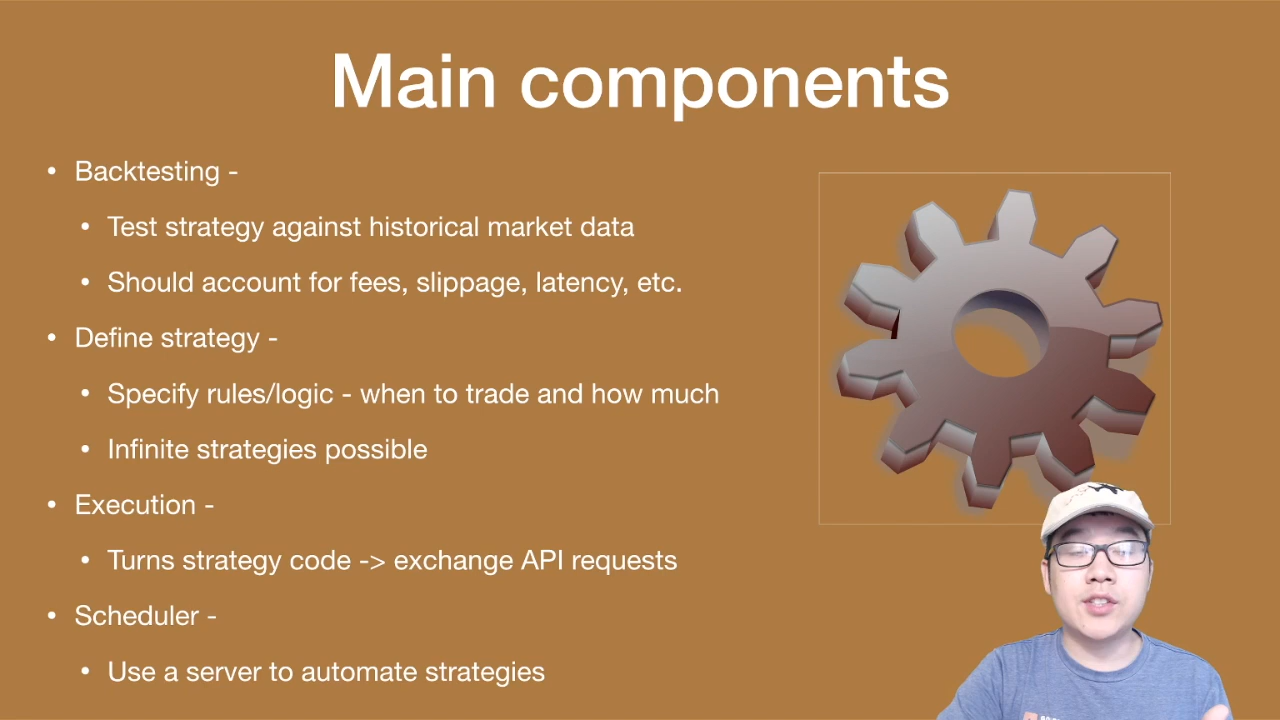 Main components
• Backtesting -
• Test strategy against historical market data
• Should account for fees, slippage, latency, etc.
• Define strategy -
• Specify rules/logic - when to trade and how much
• Infinite strategies possible
• Execution -
• Turns strategy code -> exchange API requests
• Scheduler -
• Use a server to automate strategies